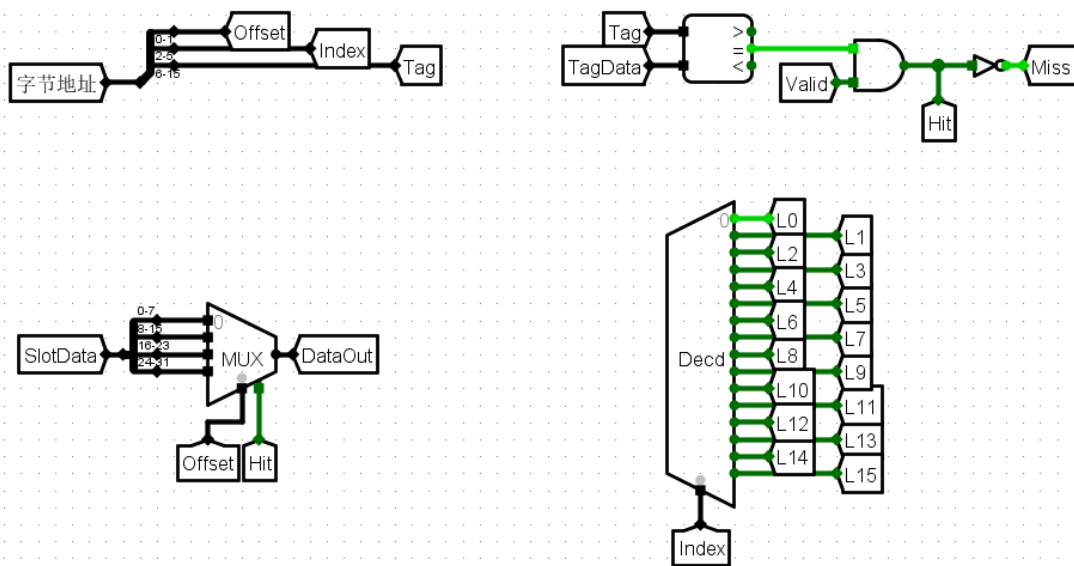 字节地址
0-1
2-5
6-15
Offset
Index
Tag
Tag
TagData
>
=
<
Valid
Hit
Miss
SlotData
0-7
8-15
16-23
24-31
0
MUX
DataOut
Offset
Hit
0
Decd
L0
L1
L2
L3
L4
L5
L6
L7
L8
L9
L10
L11
L12
L13
L14
L15
Index